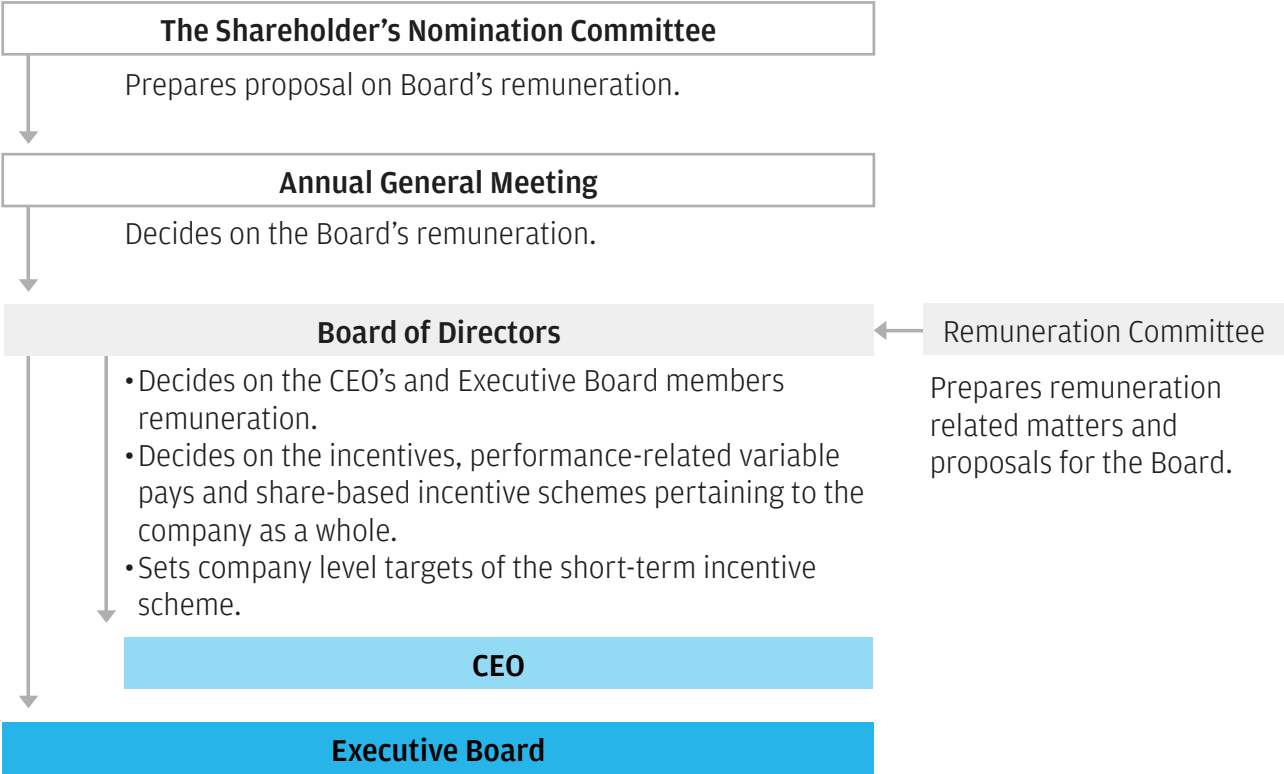 The Shareholder’s Nomination Committee
Prepares proposal on Board’s remuneration.
Annual General Meeting
Decides on the Board’s remuneration.
Board of Directors
• Decides on the CEO’s and Executive Board members
remuneration.
• Decides on the incentives, performance-related variable
pays and share-based incentive schemes pertaining to the
company as a whole.
• Sets company level targets of the short-term incentive
scheme.
Remuneration Committee
Prepares remuneration
related matters and
proposals for the Board.
CEO
Executive Board